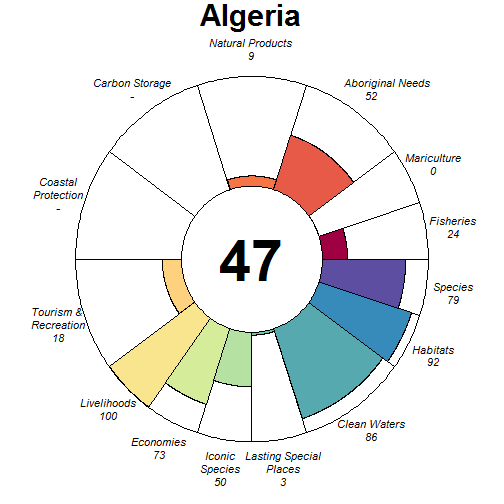 Algeria
Natural Products
9
Carbon Storage
-
Aboriginal Needs
52
Mariculture
0
Coastal
Protection
-
Fisheries
24
47
Species
79
Tourism &
Recreation
18
Habitats
92
Livelihoods
100
Clean Waters
86
Economies
73
Iconic
Species
50
Lasting Special
Places
3